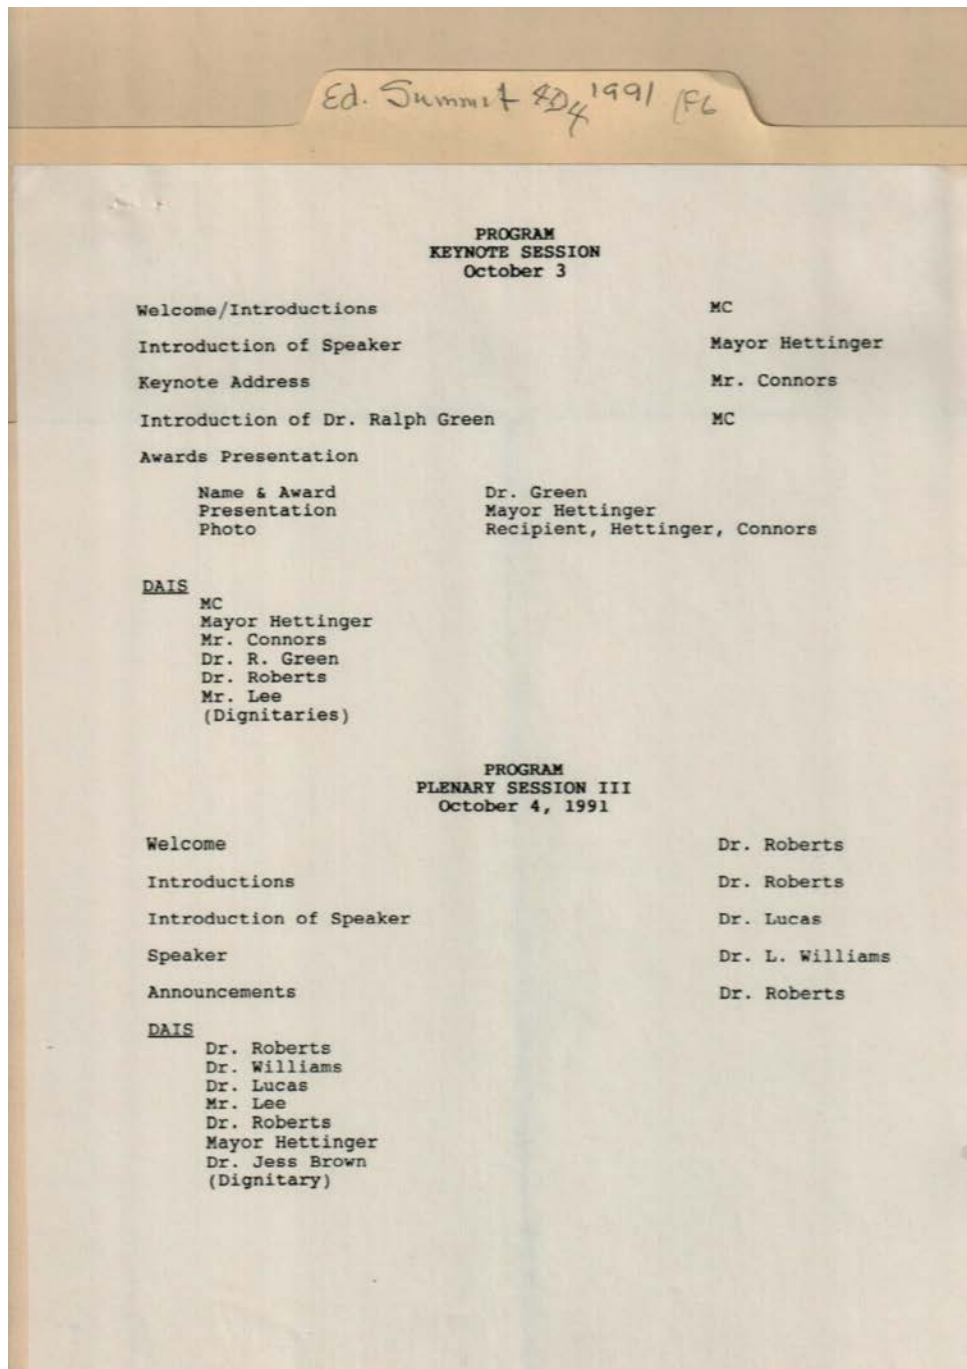 Ed. Summit 1991
PROGRAM
KEYNOTE SESSION
October 3
Welcome/Introductions MC
Introduction of Speaker Mayor Hettinger
Keynote Address Mr. Connors
Introduction of Dr. Ralph Green MC
Awards Presentation
Name & Award Dr. Green
Presentation Mayor Hettinger
Photo Recipient, Hettinger, Connors
DAIS
MC
Mayor Hettinger
Mr. Connors
Dr. R. Green
Dr. Roberts
Mr. Lee
(Dignitaries)
PROGRAM
PLENARY SESSION III
October 4, 1991
Welcome Dr. Roberts
Introductions Dr. Roberts
Introduction of Speaker Dr. Lucas
Speaker Dr. L. Williams
Announcements Dr. Roberts
DAIS
Dr. Roberts
Dr. Williams
Dr. Lucas
Mr. Lee
Dr. Roberts
Mayor Hettinger
Dr. Jess Brown
(Dignitary)